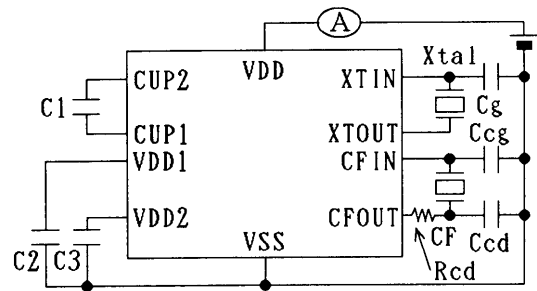 A
VDD
Xtal
CUP2
XTIN
C1
Cg
CUP1
XTOUT
Ccg
VDD1
CFIN
VDD2
CFOUT
C2
C3
VSS
CF
Ccd
Rcd